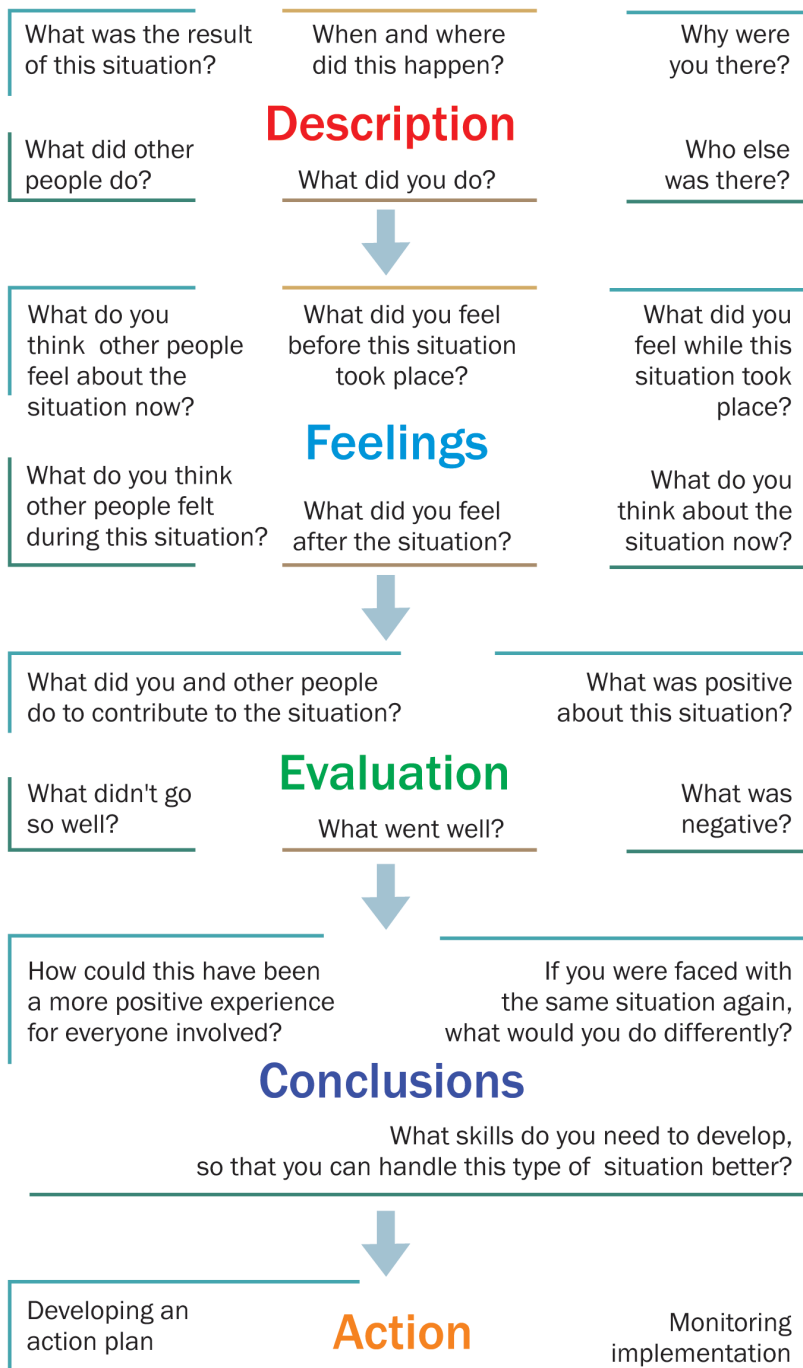 What was the result
of this situation?
When and where
did this happen?
Why were
you there?
Description
What did other
people do?
What did you do?
Who else
was there?
What do you
think  other people
feel about the
situation now?
What did you feel
before this situation
took place?
What did you
feel while this
situation took
place?
Feelings
What do you think
other people felt
during this situation?
What did you feel
after the situation?
What do you
think about the
situation now?
What did you and other people
do to contribute to the situation?
What was positive
about this situation?
Evaluation
What didn't go
so well?
What went well?
What was
negative?
How could this have been
a more positive experience
for everyone involved?
If you were faced with
the same situation again,
what would you do differently?
Conclusions
What skills do you need to develop,
so that you can handle this type of  situation better?
Developing an
action plan
Action
Monitoring
implementation